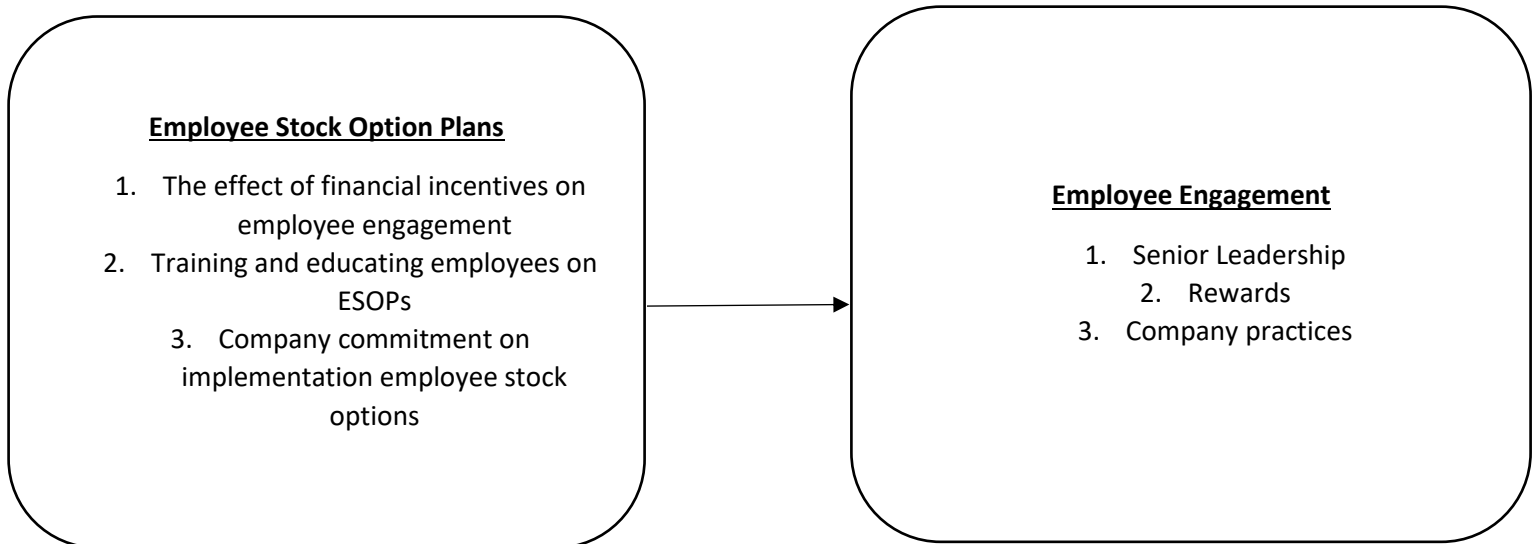 Employee Stock Option Plans
1. The effect of financial incentives on
employee engagement
2. Training and educating employees on
ESOPs
3. Company commitment on
implementation employee stock
options
Employee Engagement
1. Senior Leadership
2. Rewards
3. Company practices